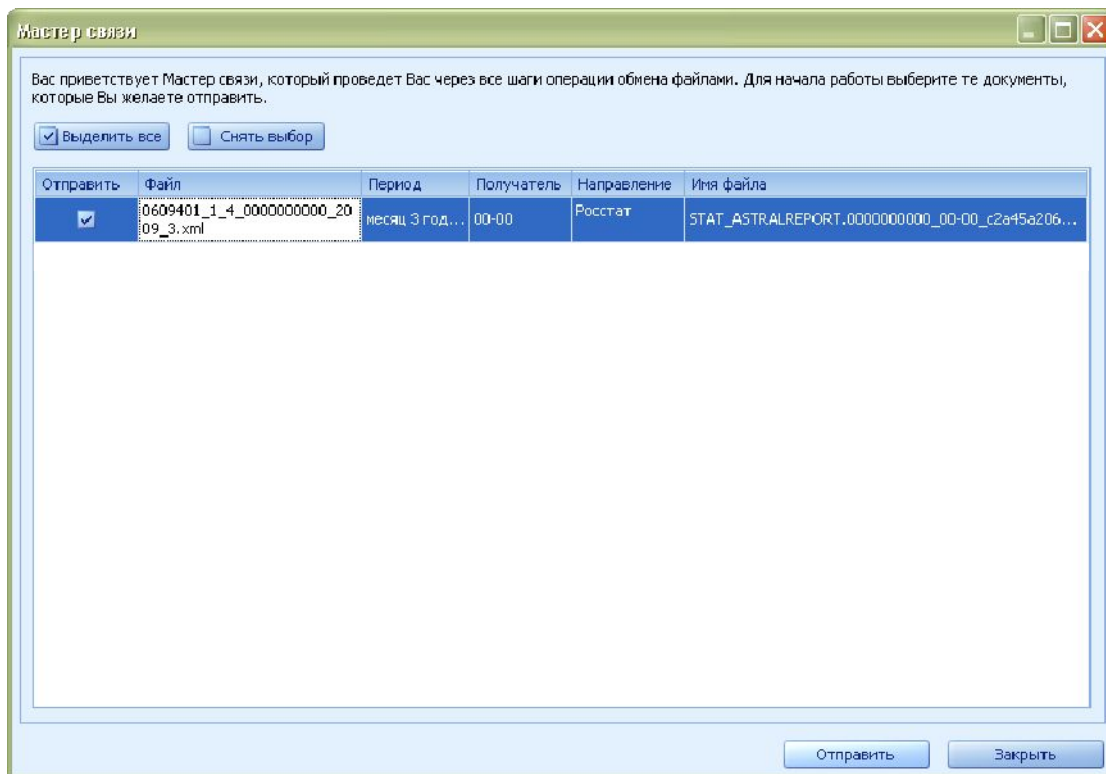 Мастер связи
Вас приветствует Мастер связи, который проведет Вас через все шаги операции обмена файлами. Для начала работы выберите те документы,
которые Вы желаете отправить.
Выделить все Снять выбор
Отправить Файл Период Получатель Направление Имя файла
0609401_1_4_0000000000_20
09_3.xml
месяц 3 год... 00-00 Росстат STAT_ASTRALREPORT.0000000000_00-00_c2a45a206...
Отправить Закрыть